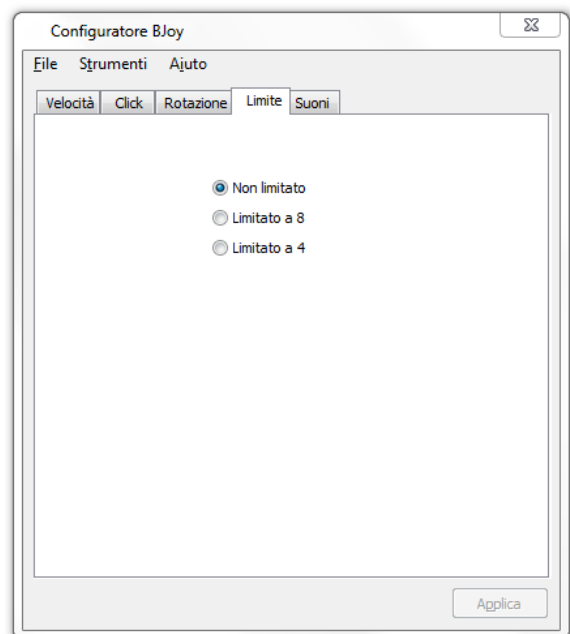 Configuratore BJoy
File Strumenti Aiuto
Velocità Click Rotazione Limite Suoni
Non limitato
Limitato a 8
Limitato a 4
Applica